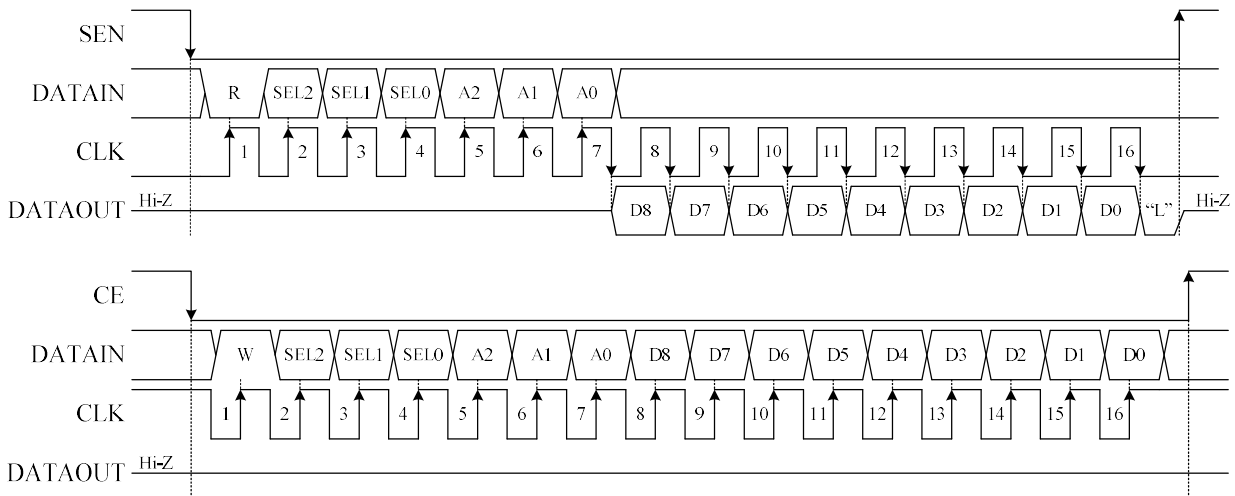 SEN
DATAIN R SEL2 SEL1 SEL0 A2 A1 A0
CLK 1 2 3 4 5 6 7 8 9 10 11 12 13 14 15 16
DATAOUT Hi-Z D8 D7 D6 D5 D4 D3 D2 D1 D0 “L” Hi-Z
CE
DATAIN W SEL2 SEL1 SEL0 A2 A1 A0 D8 D7 D6 D5 D4 D3 D2 D1 D0
CLK 1 2 3 4 5 6 7 8 9 10 11 12 13 14 15 16
DATAOUT Hi-Z